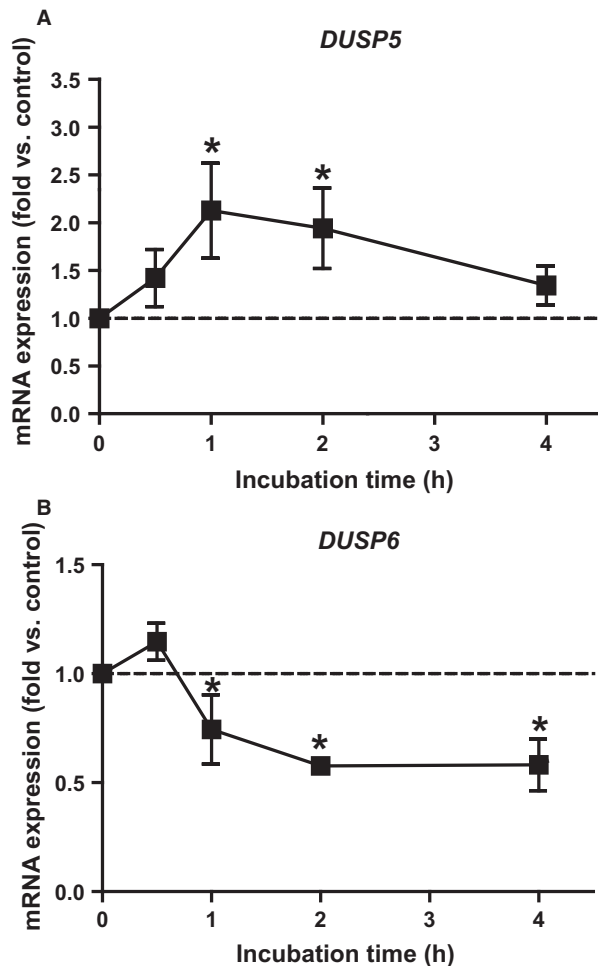 A
DUSP5
mRNA expression (fold vs. control)
3.5
3.0
2.5
2.0
1.5
1.0
0.5
0.0
*
*
0 1 2 3 4
Incubation time (h)
B
DUSP6
mRNA expression (fold vs. control)
1.5
1.0
0.5
0.0
*
*
*
0 1 2 3 4
Incubation time (h)